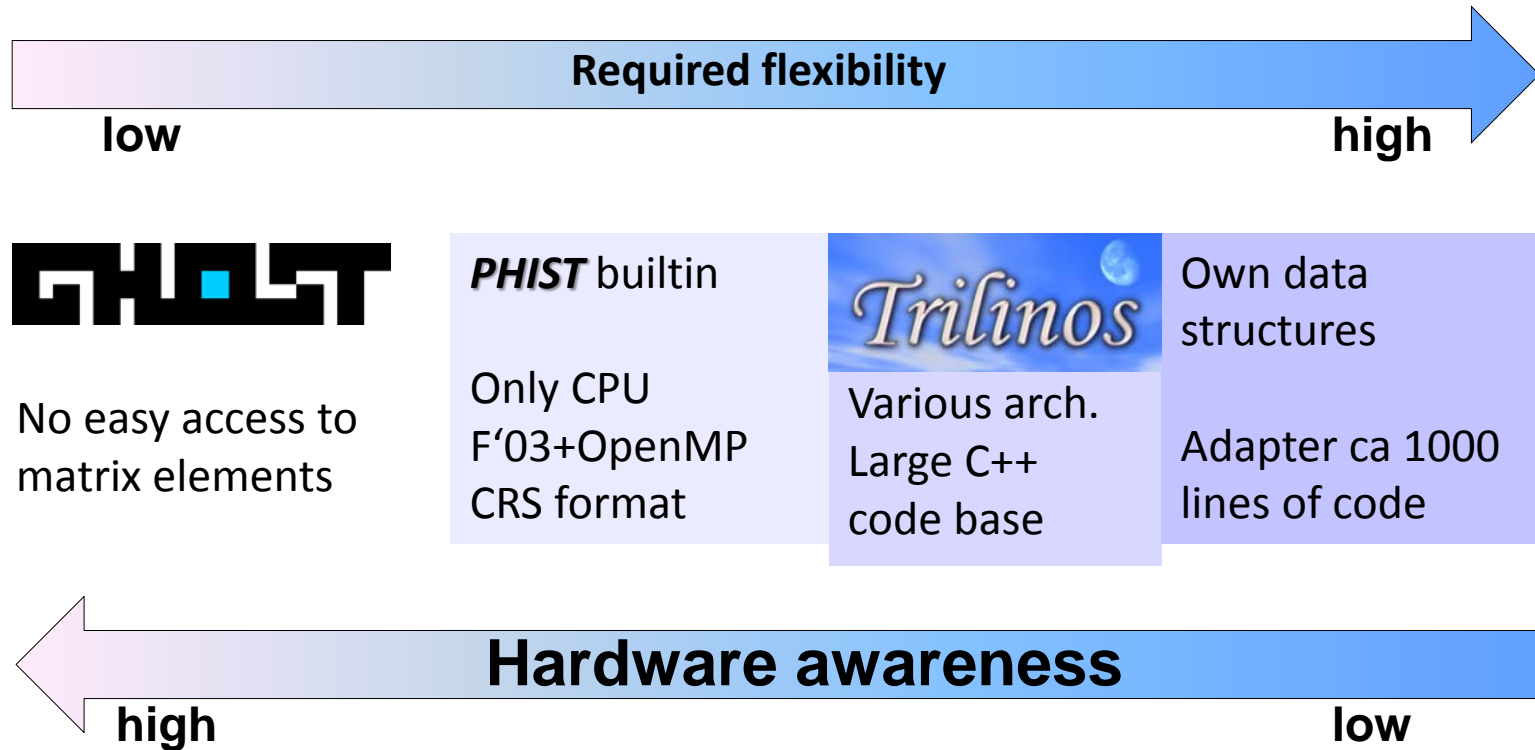 Required flexibility
low
high
GHOST
No easy access to
matrix elements
PHIST builtin
Only CPU
F‘03+OpenMP
CRS format
Trilinos
Various arch.
Large C++
code base
Own data
structures
Adapter ca 1000
lines of code
Hardware awareness
high
low